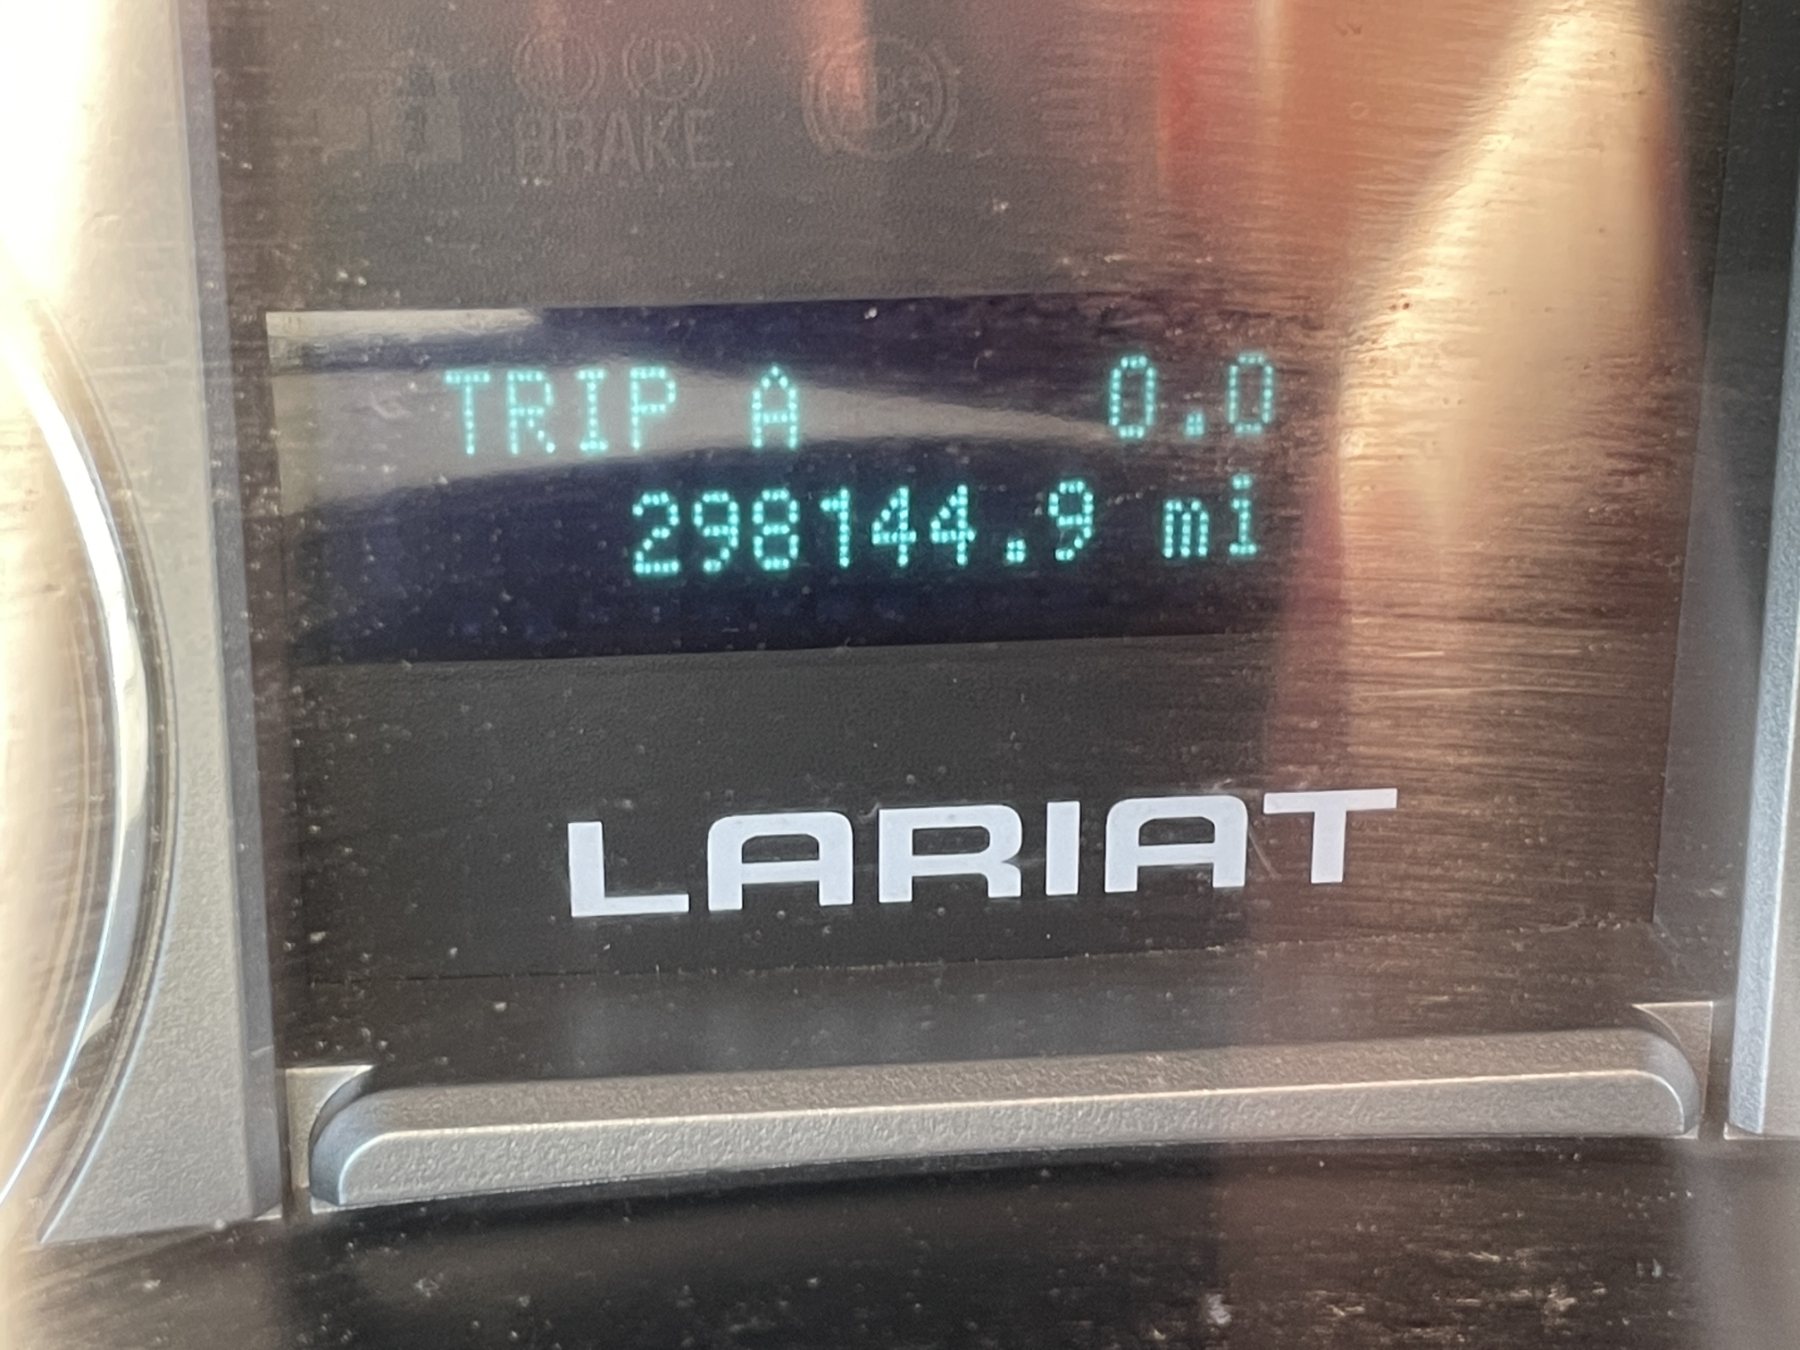 BRAKE
TRIP A 0.0
298144.9 mi
LARIAT